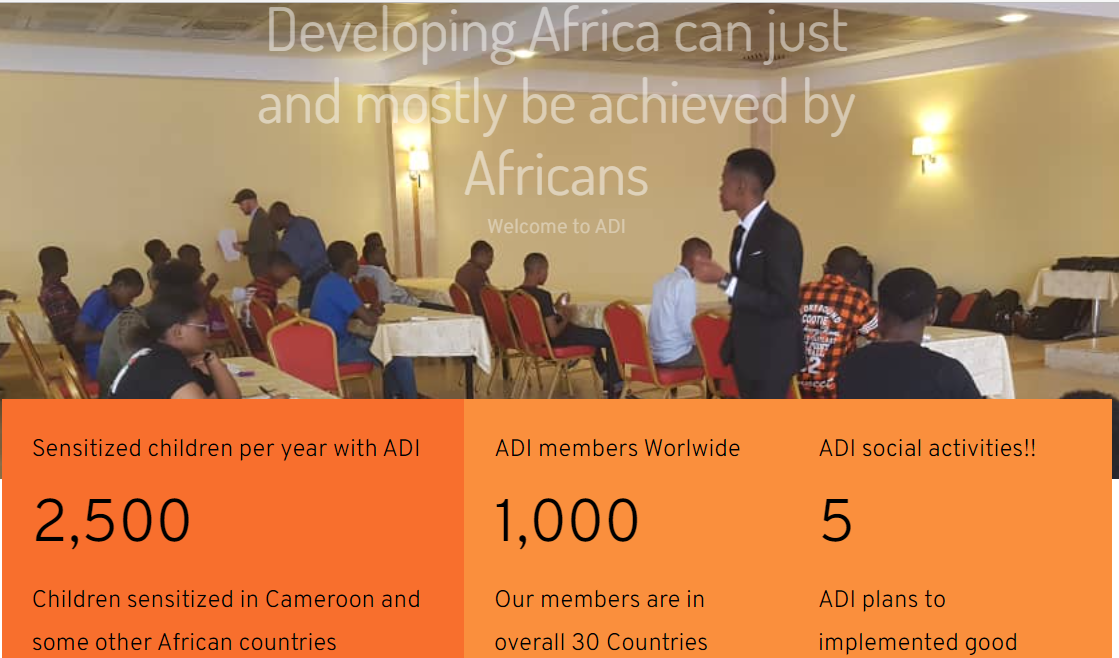 Developing Africa can just
and mostly be achieved by
Africans
Welcome to ADI
COOTIE
Sensitized children per year with ADI
2,500
Children sensitized in Cameroon and
some other African countries
ADI members Worlwide
1,000
Our members are in
overall 30 Countries
ADI social activities!!
5
ADI plans to
implemented good